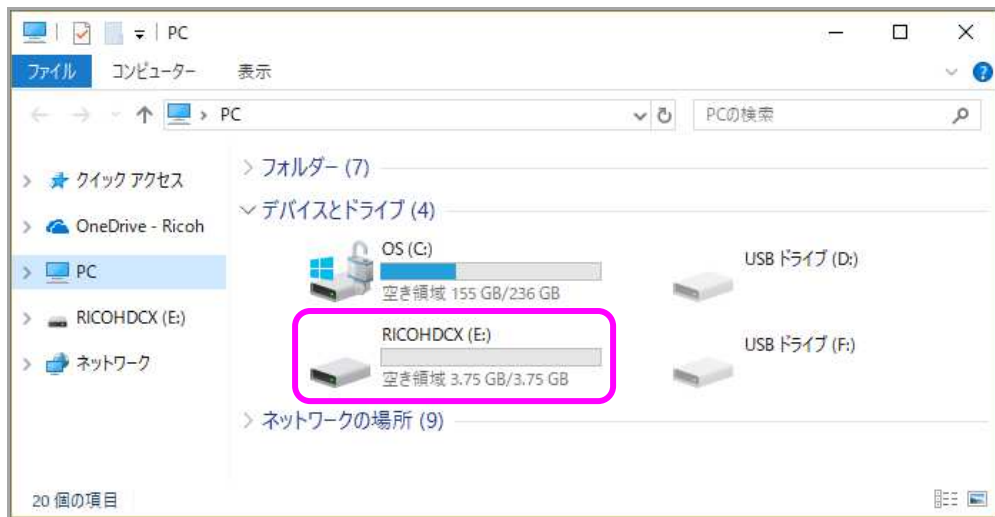 PC
ファイル コンピューター 表示
PC PCの検索
クイック アクセス
OneDrive - Ricoh
PC
RICOHDCX (E:)
ネットワーク
フォルダー (7)
デバイスとドライブ (4)
OS (C:)
空き領域 155 GB/236 GB
USB ドライブ (D:)
RICOHDCX (E:)
空き領域 3.75 GB/3.75 GB
USB ドライブ (F:)
ネットワークの場所 (9)
20 個の項目